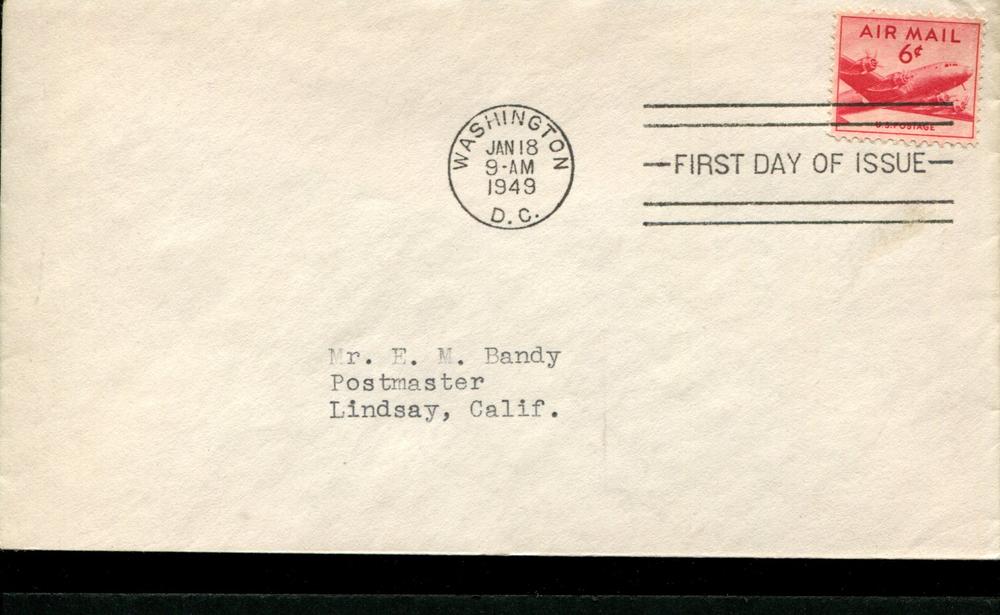 AIR MAIL
6¢
U.S. POSTAGE
WASHINGTON
JAN 18
9-AM
1949
D.C.
FIRST DAY OF ISSUE
Mr. E. M. Bandy
Postmaster
Lindsay, Calif.